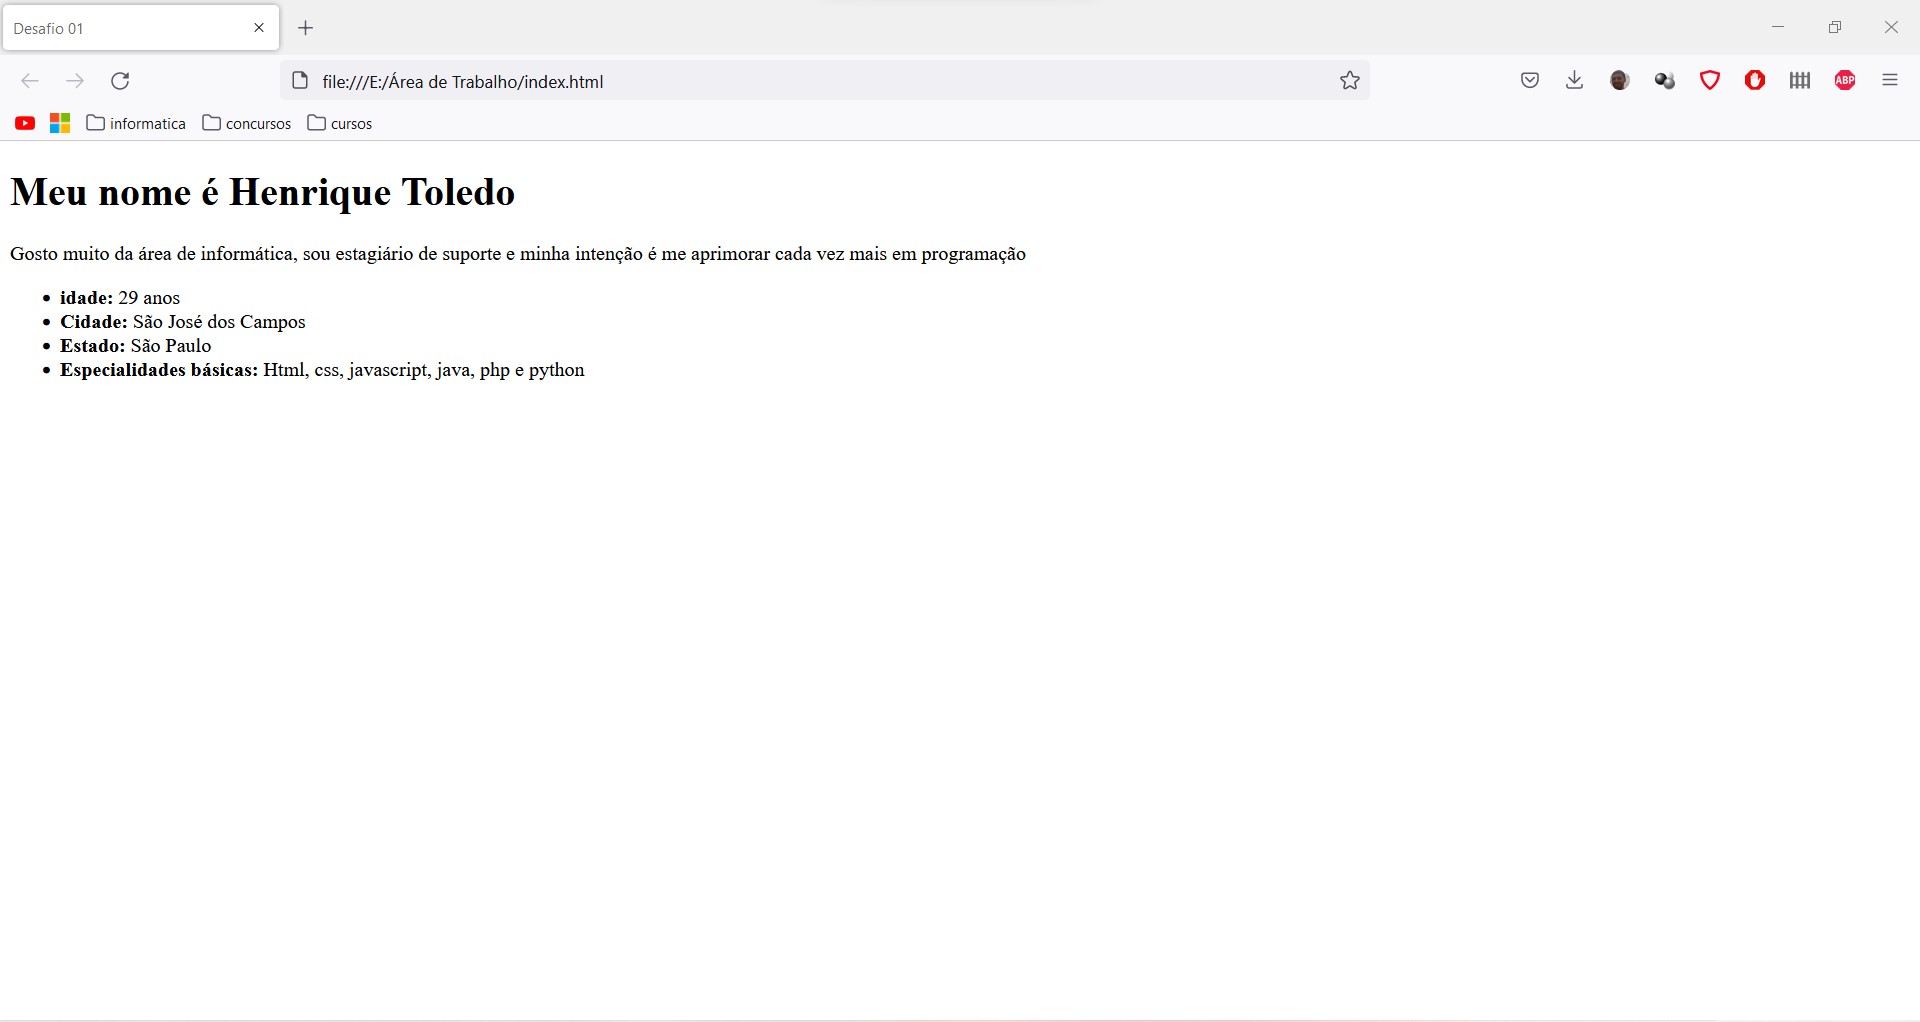 Desafio 01
file:///E:/Área de Trabalho/index.html
ABP
informatica concursos cursos
Meu nome é Henrique Toledo
Gosto muito da área de informática, sou estagiário de suporte e minha intenção é me aprimorar cada vez mais em programação
idade: 29 anos
Cidade: São José dos Campos
Estado: São Paulo
Especialidades básicas: Html, css, javascript, java, php e python